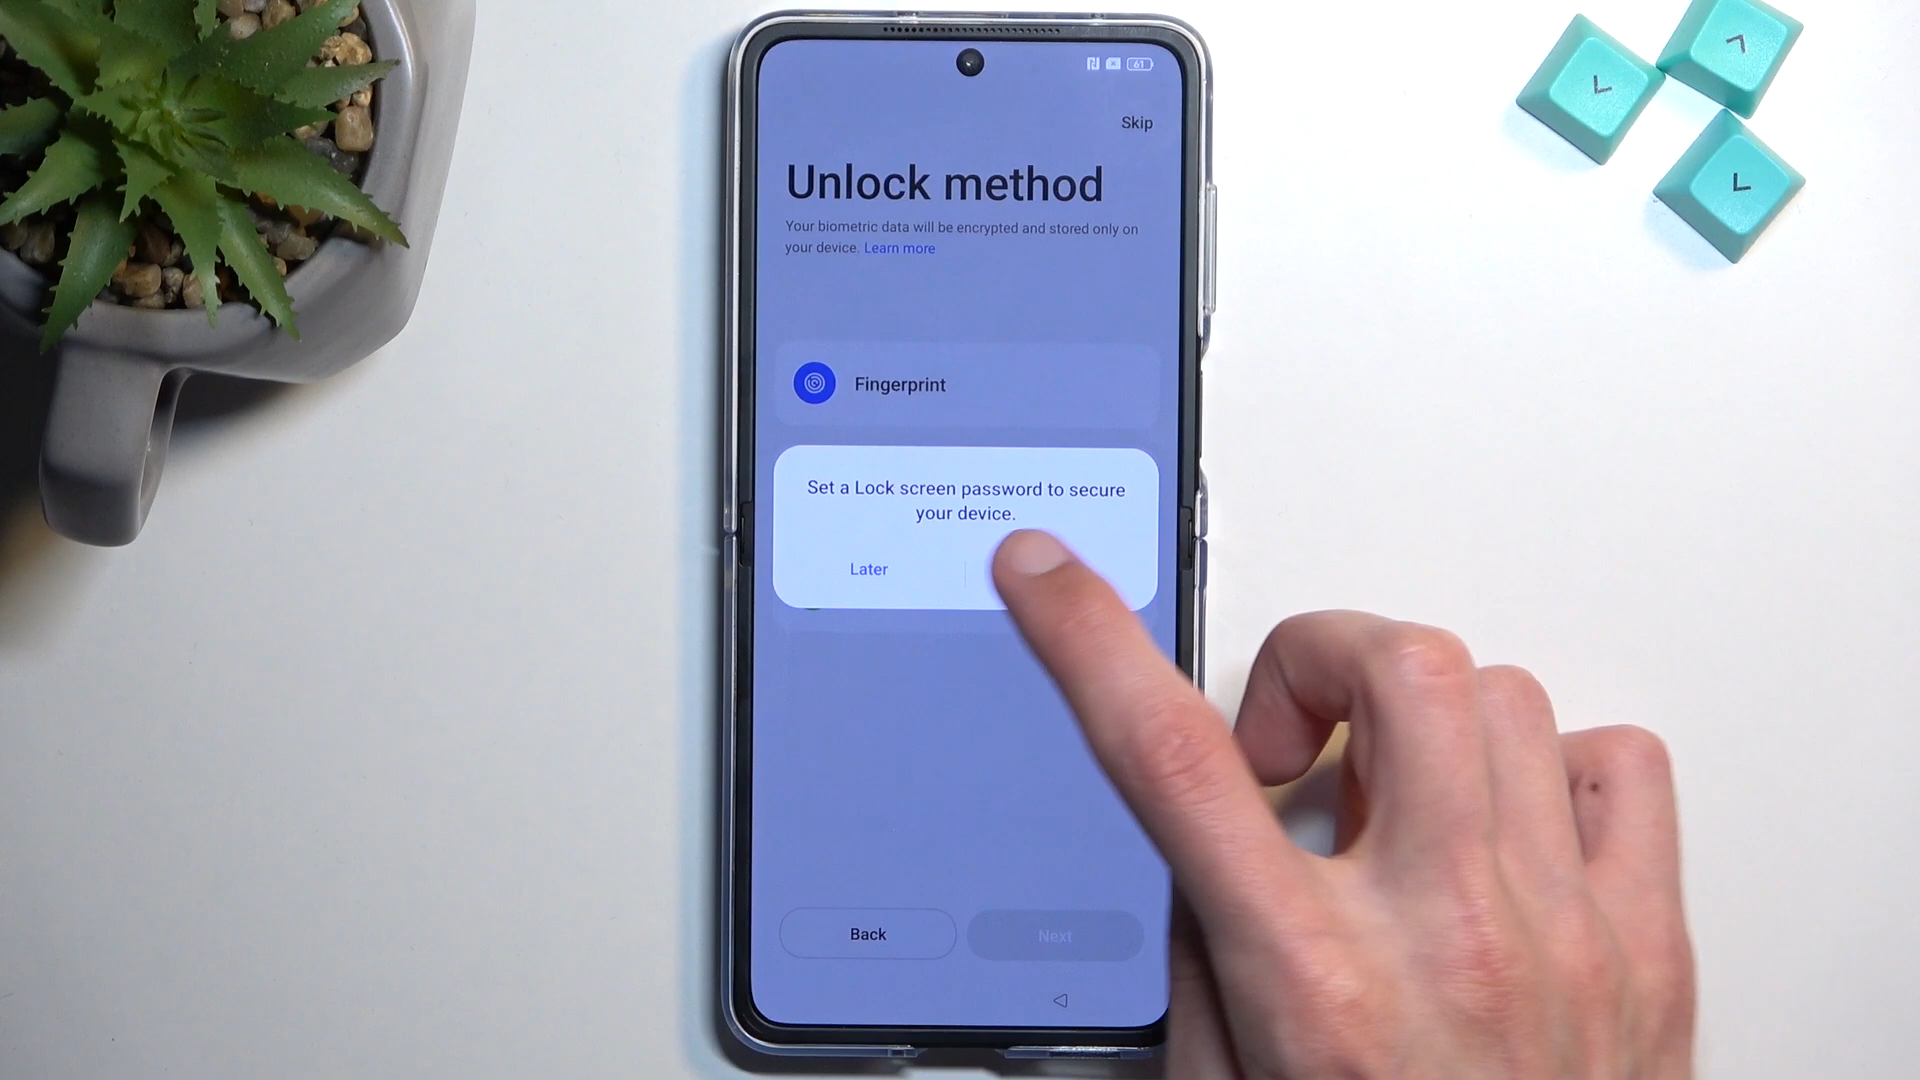 61
Skip
Unlock method
Your biometric data will be encrypted and stored only on
your device. Learn more
Fingerprint
Set a Lock screen password to secure
your device.
Later
Back
Next